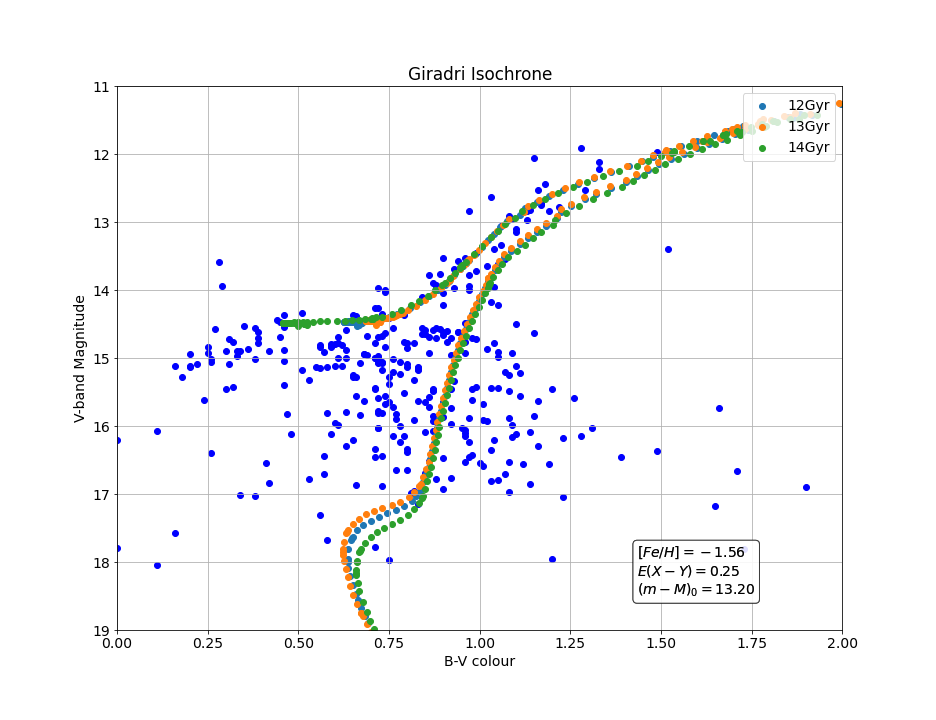 Giradri Isochrone
11
12
13
14
15
16
17
18
19
V-band Magnitude
0.00 0.25 0.50 0.75 1.00 1.25 1.50 1.75 2.00
B-V colour
12Gyr
13Gyr
14Gyr
[Fe/H] = −1.56
E(X − Y) = 0.25
(m − M)₀ = 13.20